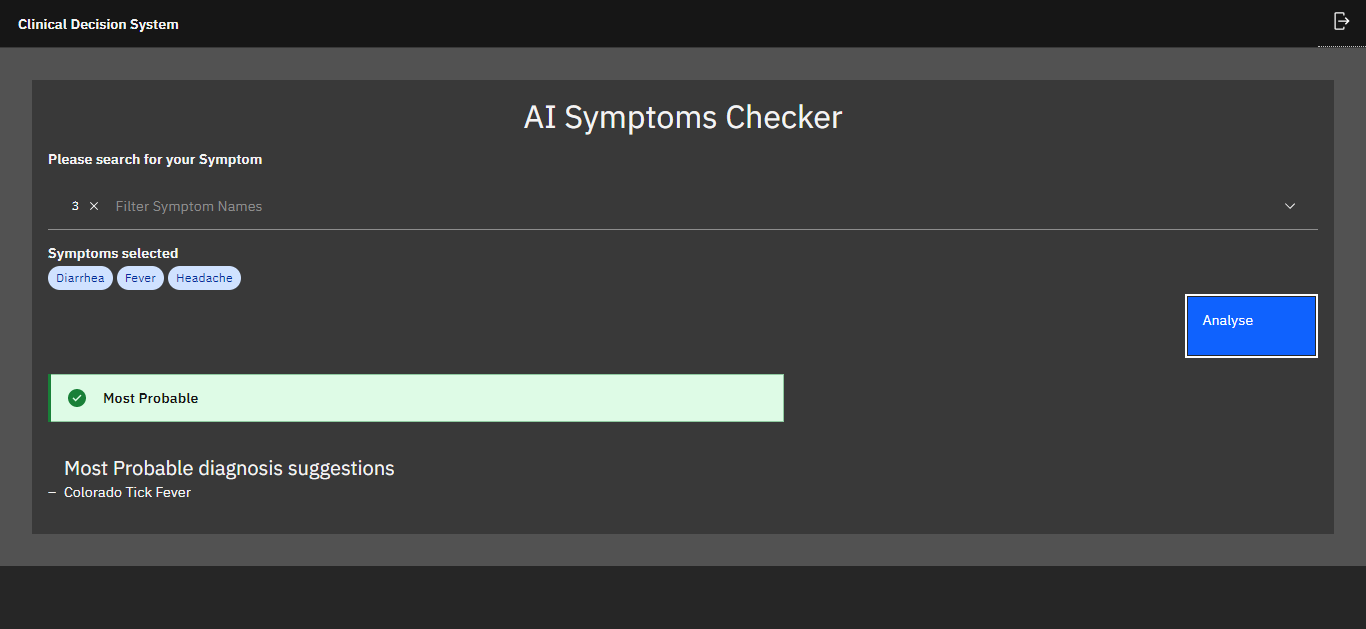 Clinical Decision System
AI Symptoms Checker
Please search for your Symptom
3 × Filter Symptom Names
Symptoms selected
Diarrhea Fever Headache
Analyse
Most Probable
Most Probable diagnosis suggestions
– Colorado Tick Fever